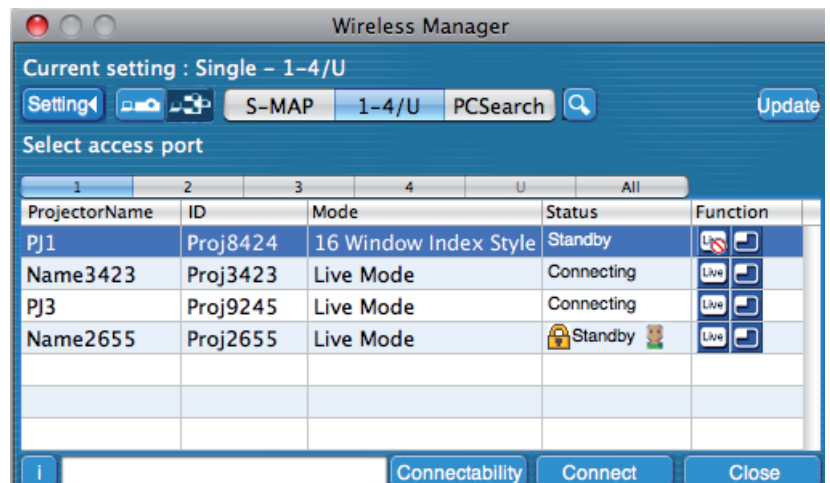 Wireless Manager
Current setting : Single – 1–4/U
Setting S–MAP 1–4/U PCSearch Update
Select access port
1 2 3 4 U All
ProjectorName ID Mode Status Function
PJ1 Proj8424 16 Window Index Style Standby Live
Name3423 Proj3423 Live Mode Connecting Live
PJ3 Proj9245 Live Mode Connecting Live
Name2655 Proj2655 Live Mode Standby Live
i Connectability Connect Close